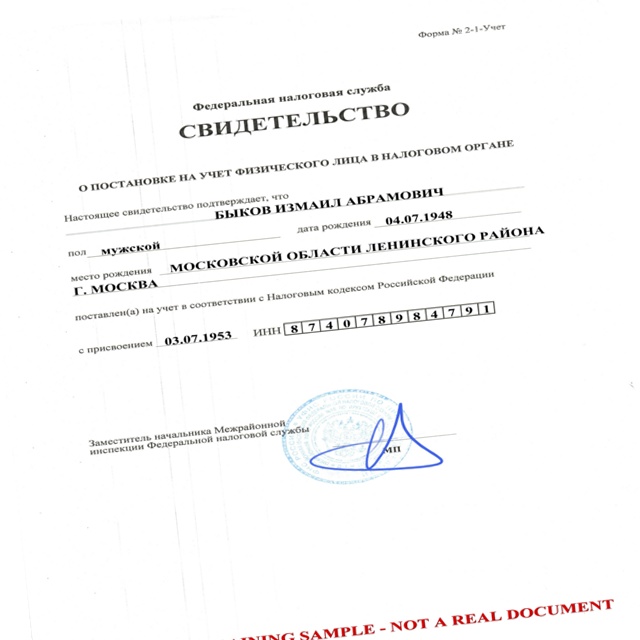 Форма № 2-1-Учет
Федеральная налоговая служба
СВИДЕТЕЛЬСТВО
О ПОСТАНОВКЕ НА УЧЕТ ФИЗИЧЕСКОГО ЛИЦА В НАЛОГОВОМ ОРГАНЕ
Настоящее свидетельство подтверждает, что
БЫКОВ ИЗМАИЛ АБРАМОВИЧ
пол мужской дата рождения 04.07.1948
место рождения МОСКОВСКОЙ ОБЛАСТИ ЛЕНИНСКОГО РАЙОНА
Г. МОСКВА
поставлен(а) на учет в соответствии с Налоговым кодексом Российской Федерации
с присвоением 03.07.1953 ИНН 874078984791
Заместитель начальника Межрайонной
инспекции Федеральной налоговой службы
МП
SAMPLE - NOT A REAL DOCUMENT